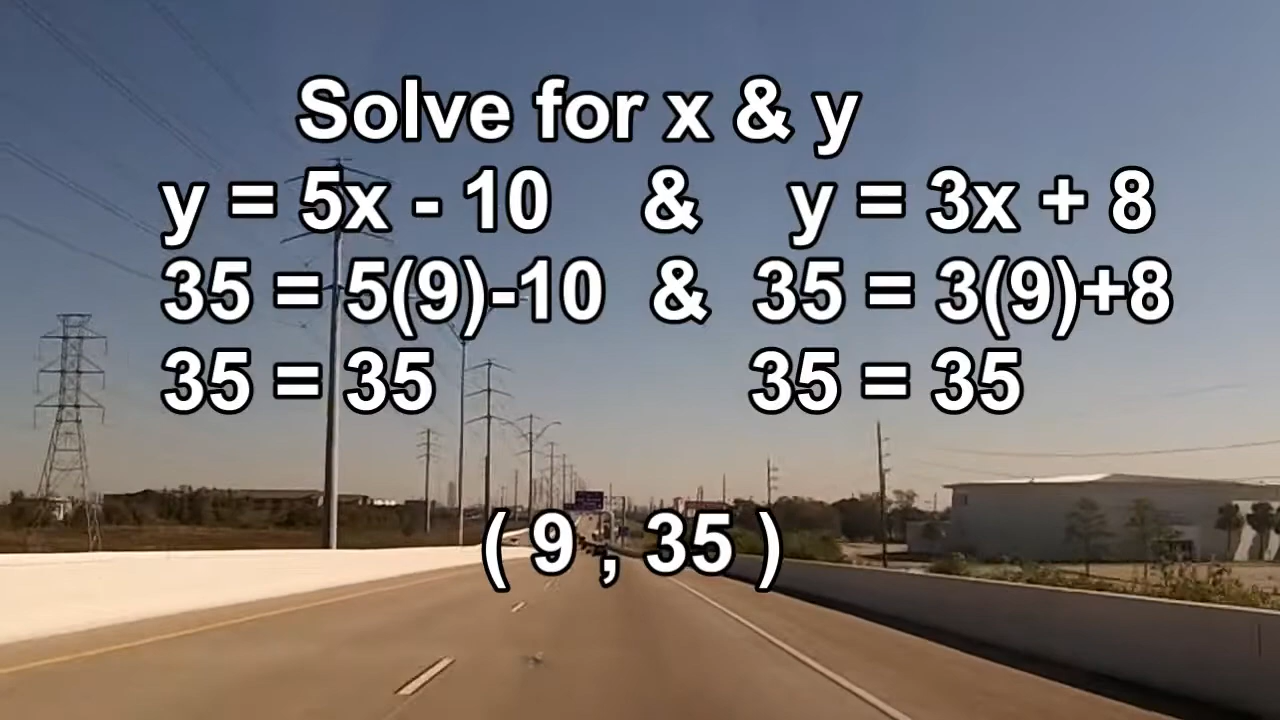 Solve for x & y
y = 5x - 10 & y = 3x + 8
35 = 5(9)-10 & 35 = 3(9)+8
35 = 35 35 = 35
( 9 , 35 )